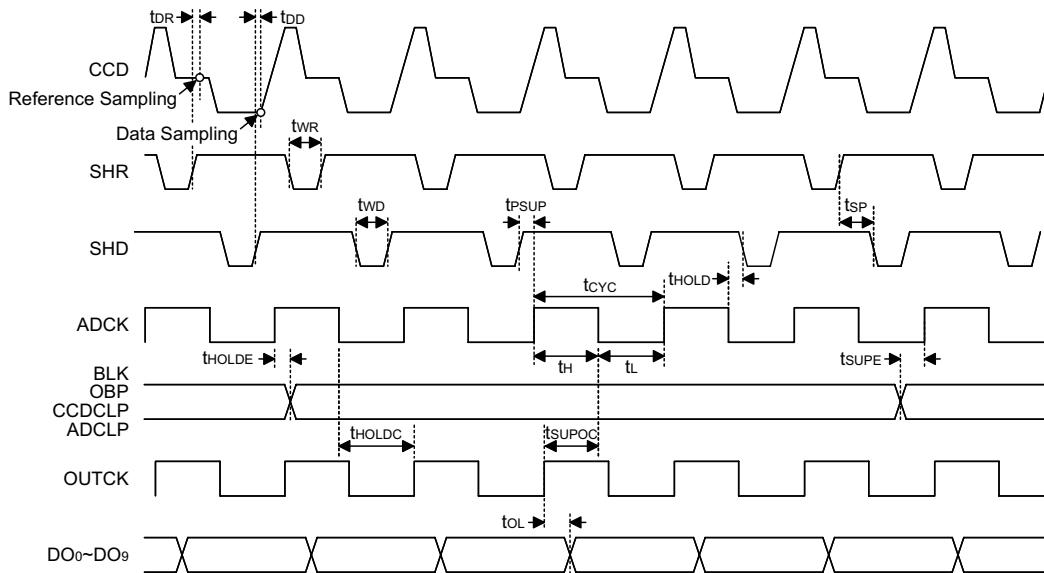 tDR
tDD
CCD
Reference Sampling
Data Sampling
tWR
SHR
tWD
tPSUP
tSP
SHD
tHOLD
tCYC
ADCK
tHOLDE
tH
tL
tSUPE
BLK
OBP
CCDCLP
ADCLP
tHOLDC
tSUPOC
OUTCK
tOL
DO0~DO9